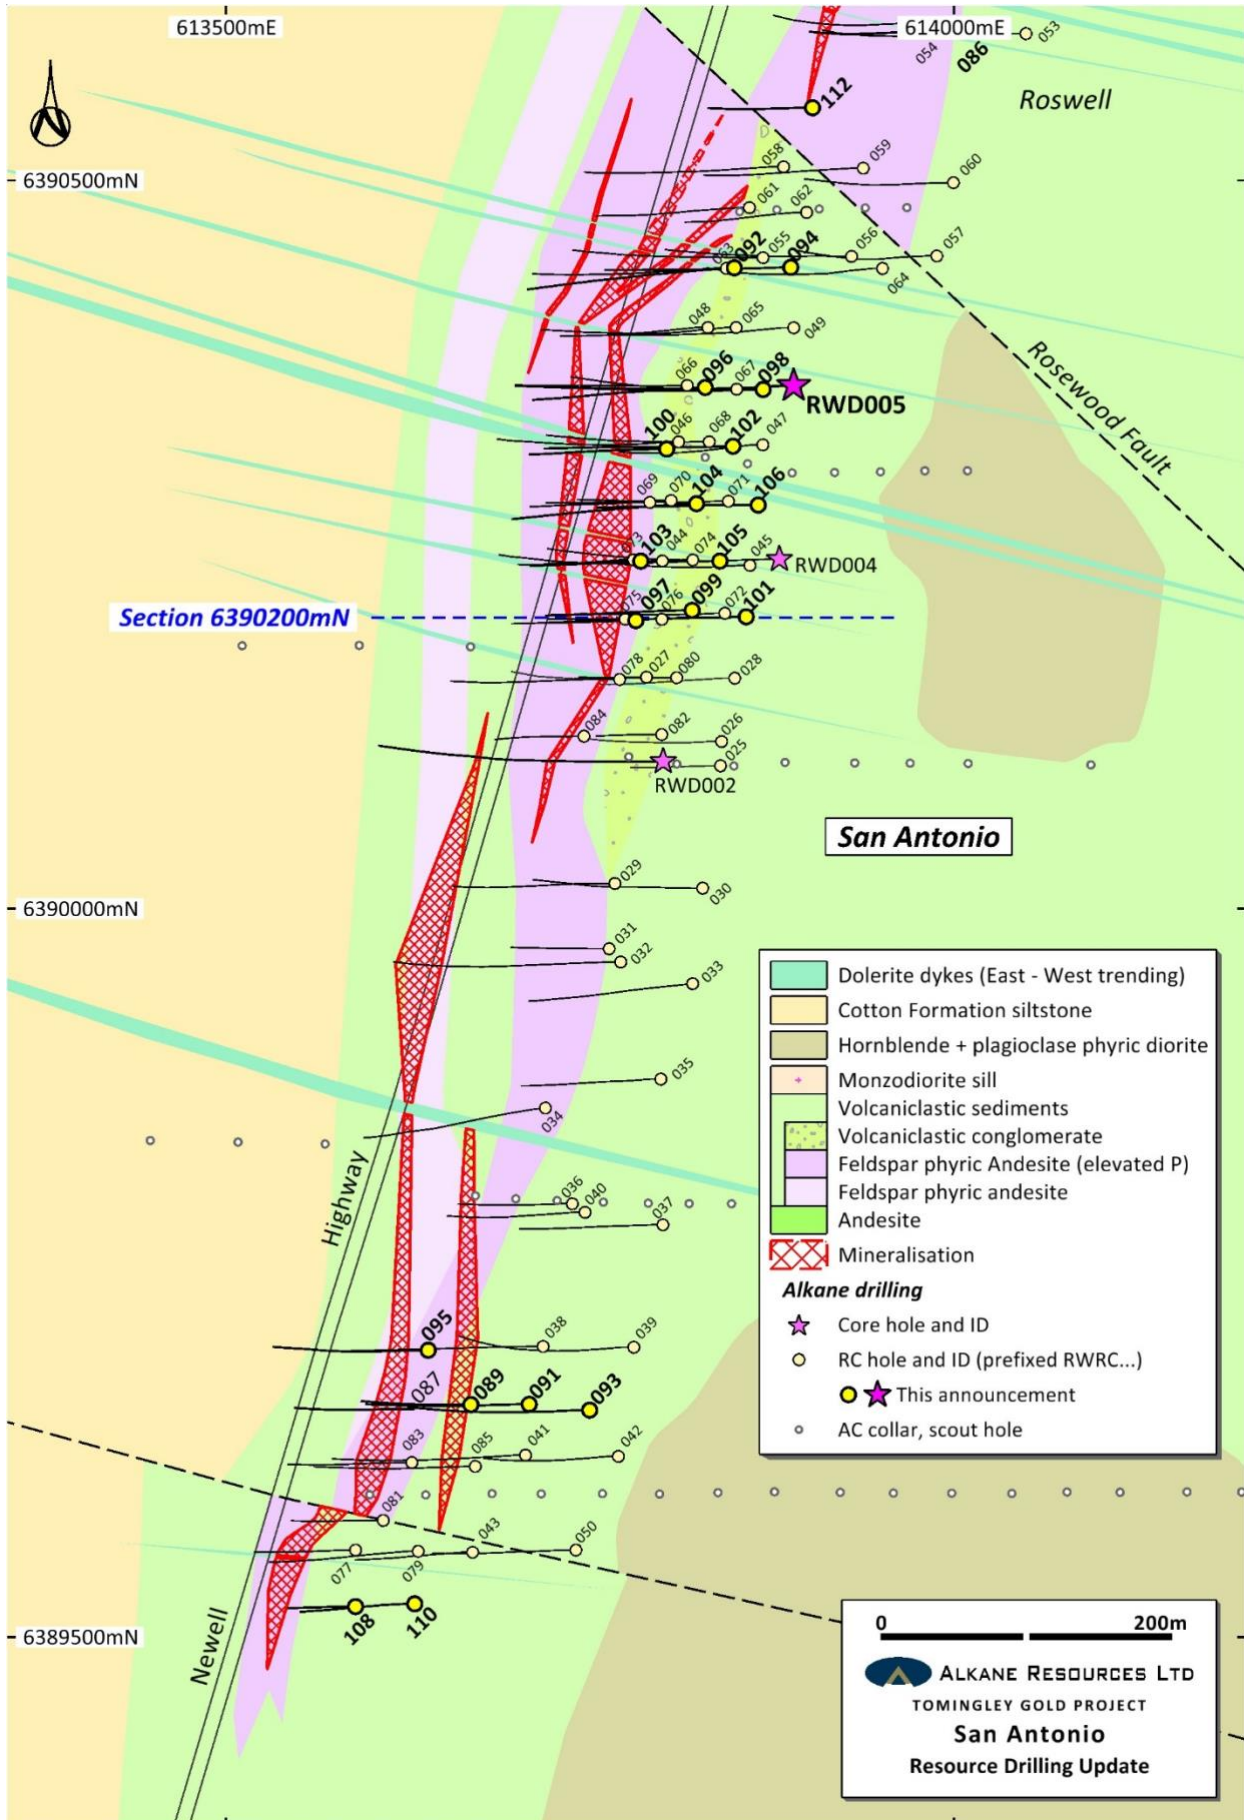 613500mE
614000mE
053
054
086
Roswell
112
058
059
060
6390500mN
061
062
063
092
055
094
056
057
064
048
065
049
066
096
067
098
RWD005
Rosewood Fault
100
046
068
102
047
069
070
104
071
106
073
103
044
074
105
045
RWD004
Section 6390200mN
075
097
076
099
072
101
078
027
080
028
084
082
026
025
RWD002
San Antonio
029
030
6390000mN
031
032
033
035
034
Highway
036
040
037
095
038
039
087
089
091
093
083
085
041
042
081
077
079
043
050
108
110
6389500mN
Newell
Dolerite dykes (East - West trending)
Cotton Formation siltstone
Hornblende + plagioclase phyric diorite
Monzodiorite sill
Volcaniclastic sediments
Volcaniclastic conglomerate
Feldspar phyric Andesite (elevated P)
Feldspar phyric andesite
Andesite
Mineralisation
Alkane drilling
Core hole and ID
RC hole and ID (prefixed RWRC...)
This announcement
AC collar, scout hole
0 200m
ALKANE RESOURCES LTD
TOMINGLEY GOLD PROJECT
San Antonio
Resource Drilling Update